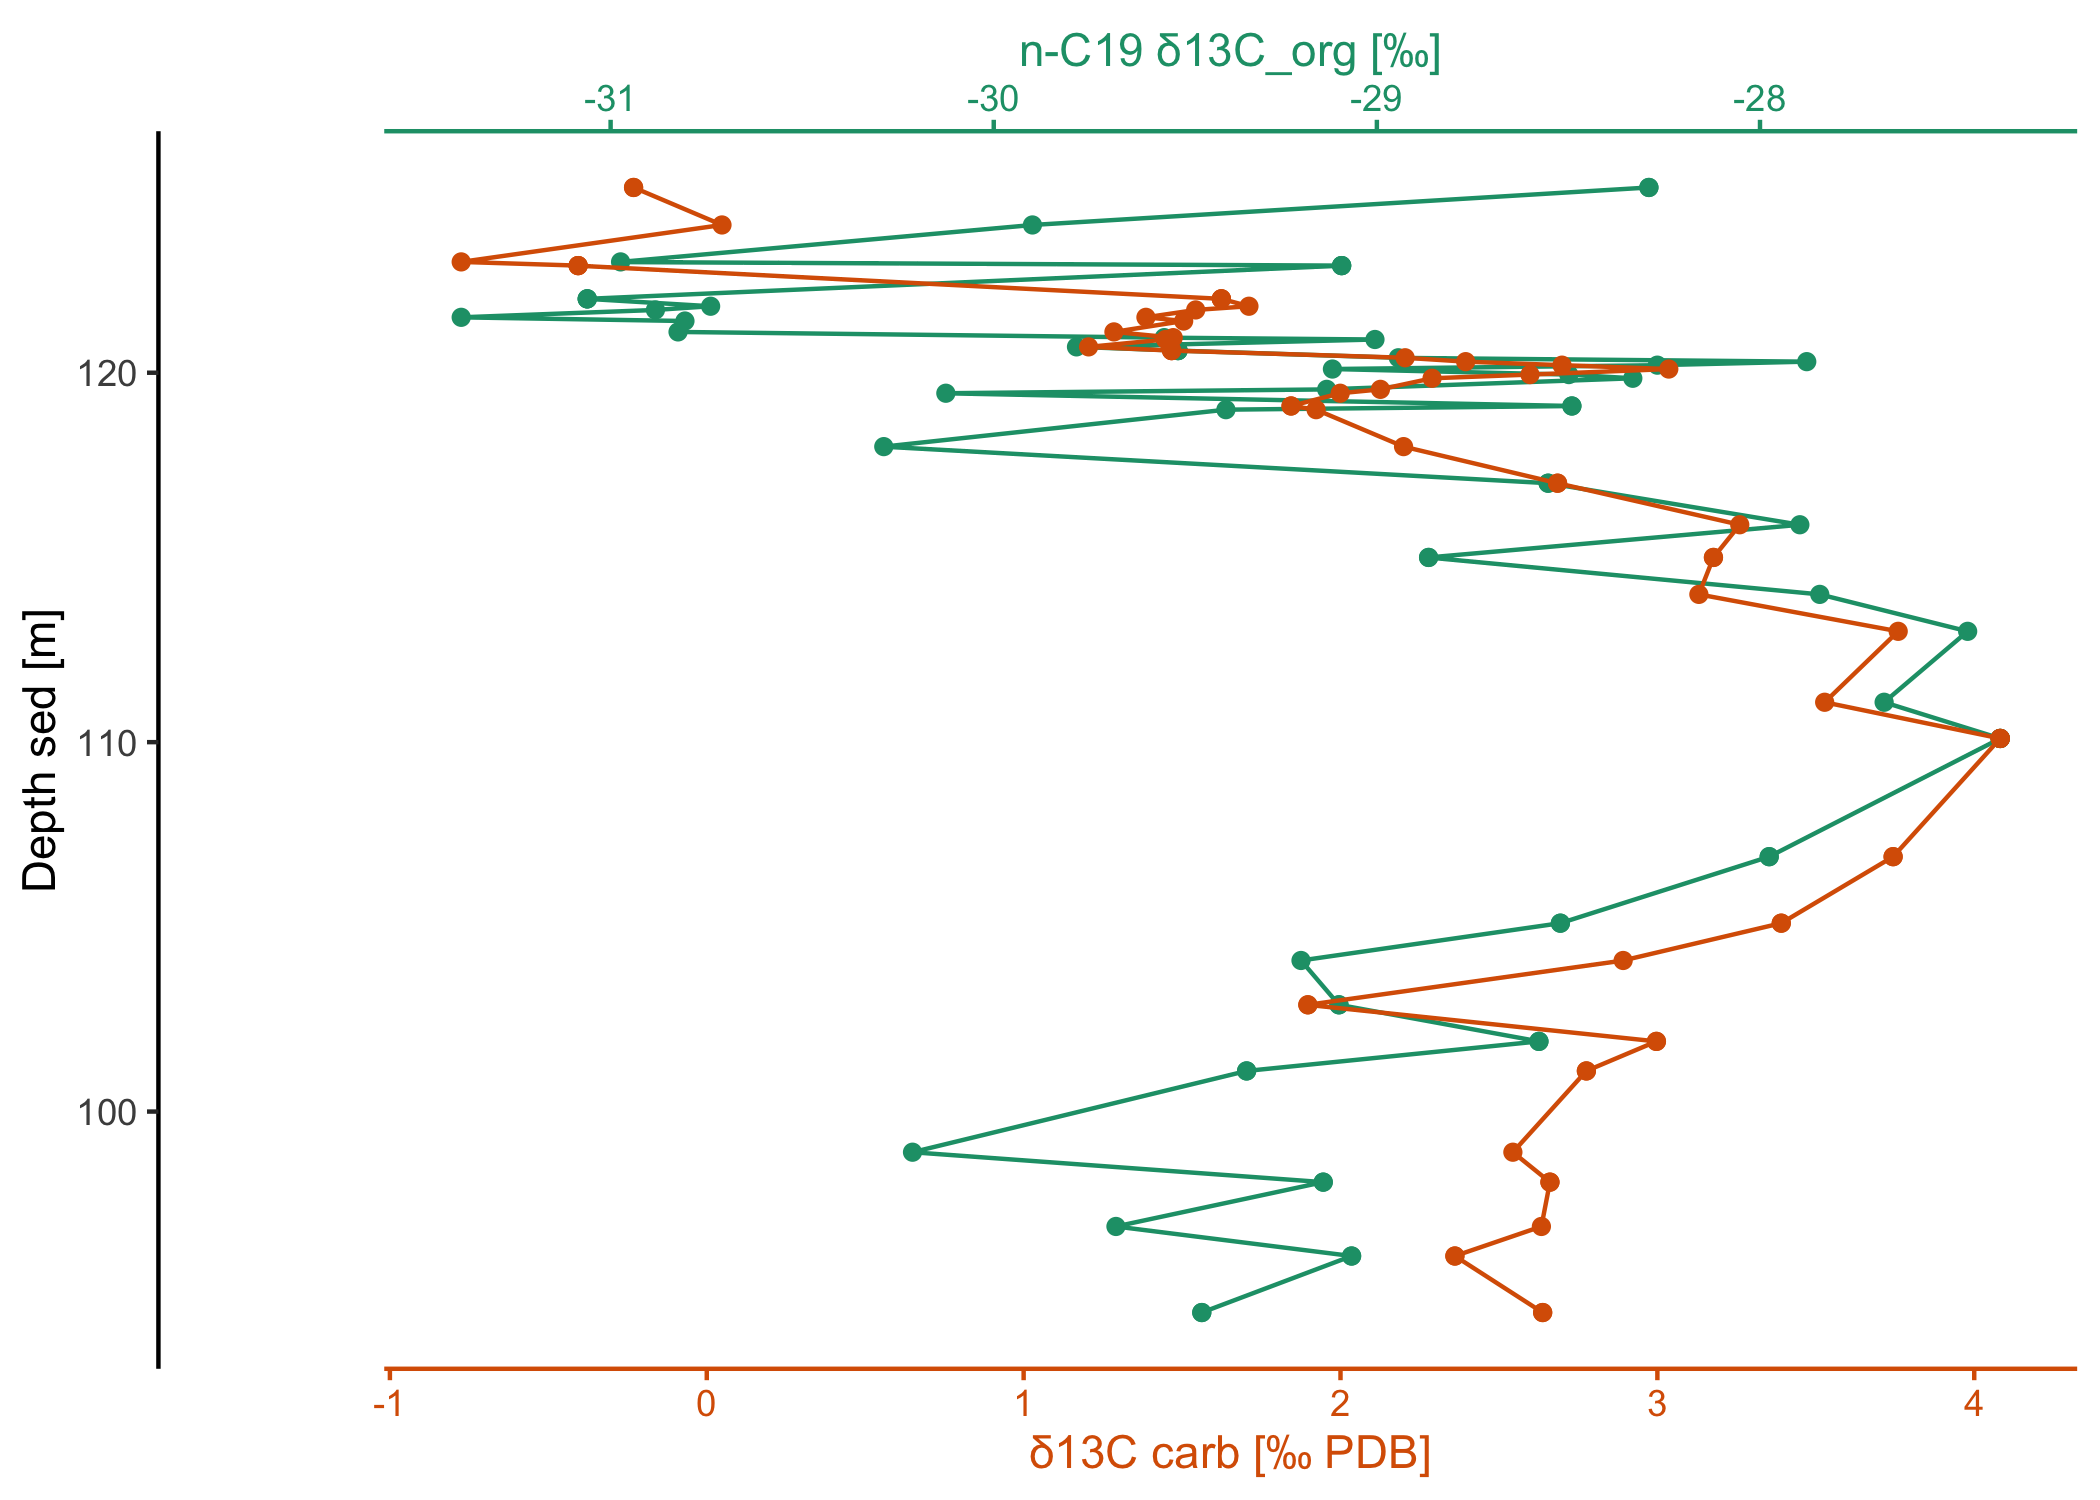 n-C19 δ13C_org [‰]
-31 -30 -29 -28
Depth sed [m]
120
110
100
-1 0 1 2 3 4
δ13C carb [‰ PDB]